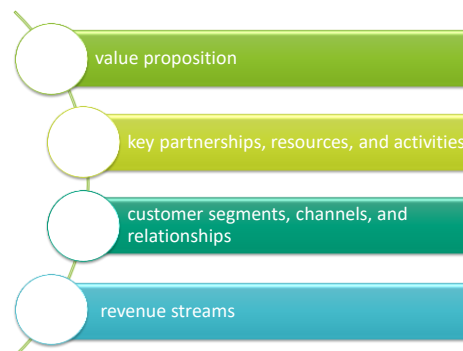 value proposition
key partnerships, resources, and activities
customer segments, channels, and
relationships
revenue streams